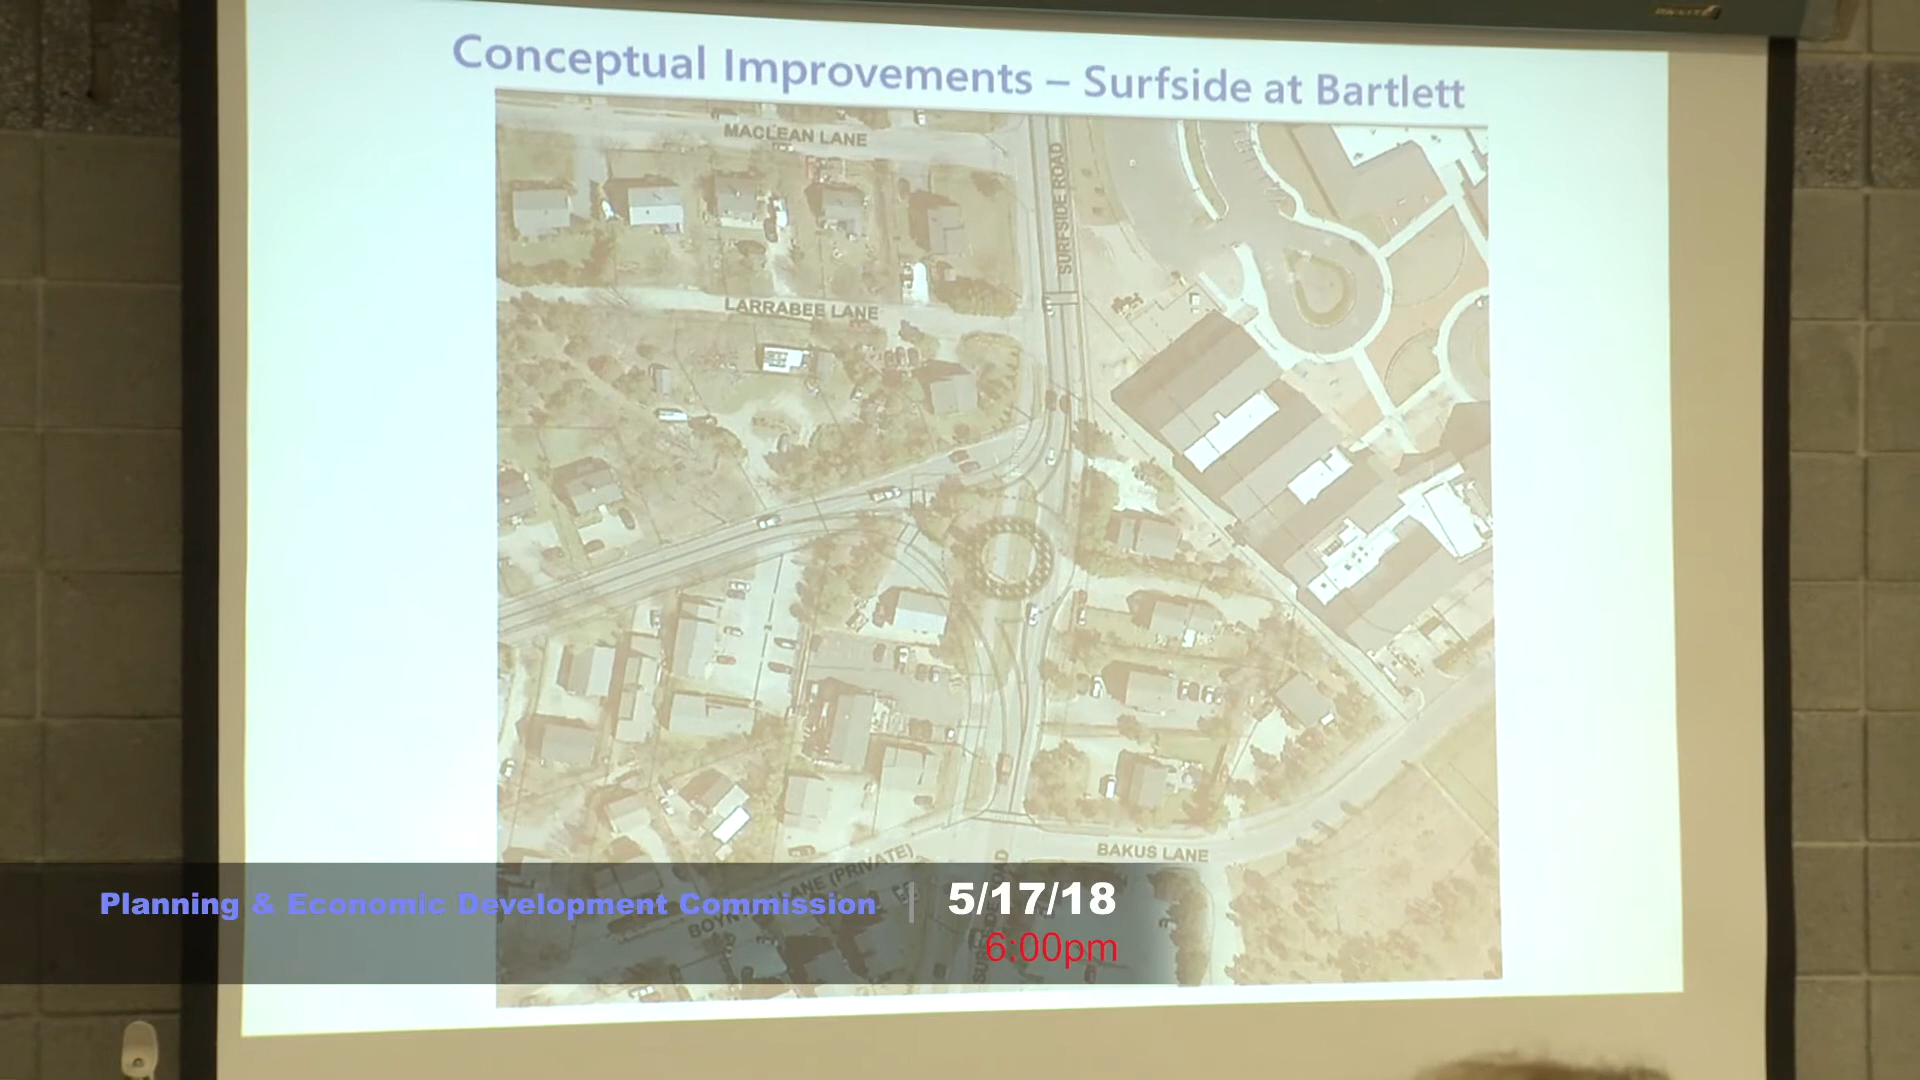 Conceptual Improvements – Surfside at Bartlett
MACLEAN LANE
SURFSIDE ROAD
LARRABEE LANE
BAKUS LANE
LANE (PRIVATE)
Planning & Economic Development Commission | 5/17/18
6:00pm